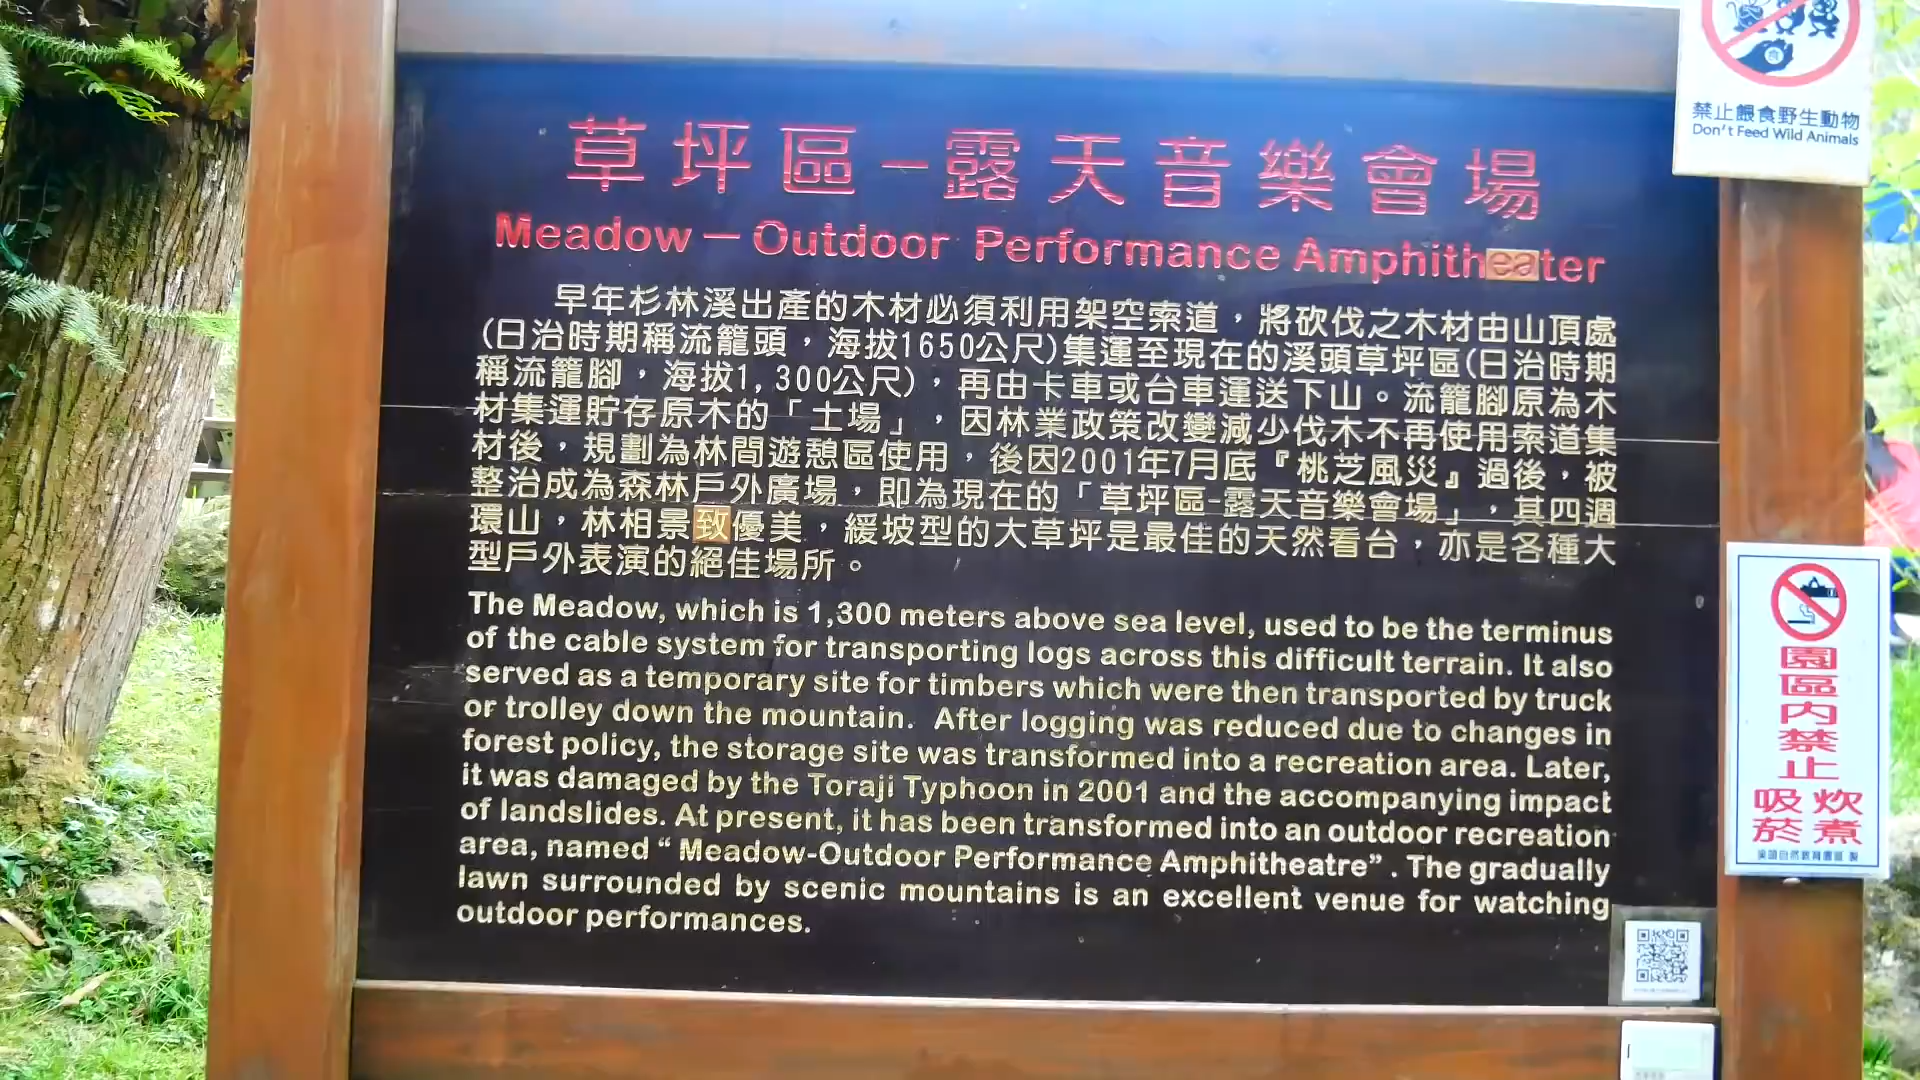 草坪區–露天音樂會場
Meadow – Outdoor Performance Amphitheater
早年杉林溪出產的木材必須利用架空索道，將砍伐之木材由山頂處
(日治時期稱流籠頭，海拔1650公尺)集運至現在的溪頭草坪區(日治時期
稱流籠腳，海拔1,300公尺)，再由卡車或台車運送下山。流籠腳原為木
材集運貯存原木的「土場」，因林業政策改變減少伐木不再使用索道集
材後，規劃為林間遊憩區使用，後因2001年7月底『桃芝風災』過後，被
整治成為森林戶外廣場，即為現在的「草坪區-露天音樂會場」，其四週
環山，林相景致優美，緩坡型的大草坪是最佳的天然看台，亦是各種大
型戶外表演的絕佳場所。
The Meadow, which is 1,300 meters above sea level, used to be the terminus
of the cable system for transporting logs across this difficult terrain. It also
served as a temporary site for timbers which were then transported by truck
or trolley down the mountain. After logging was reduced due to changes in
forest policy, the storage site was transformed into a recreation area. Later,
it was damaged by the Toraji Typhoon in 2001 and the accompanying impact
of landslides. At present, it has been transformed into an outdoor recreation
area, named “ Meadow-Outdoor Performance Amphitheatre” . The gradually
lawn surrounded by scenic mountains is an excellent venue for watching
outdoor performances.
禁止餵食野生動物
Don't Feed Wild Animals
園區內禁止
吸菸
炊煮